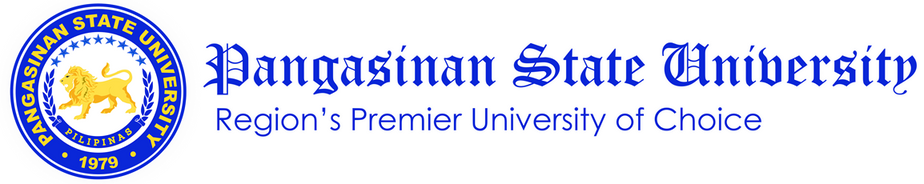 PANGASINAN STATE UNIVERSITY
PILIPINAS
1979
Pangasinan State University
Region's Premier University of Choice